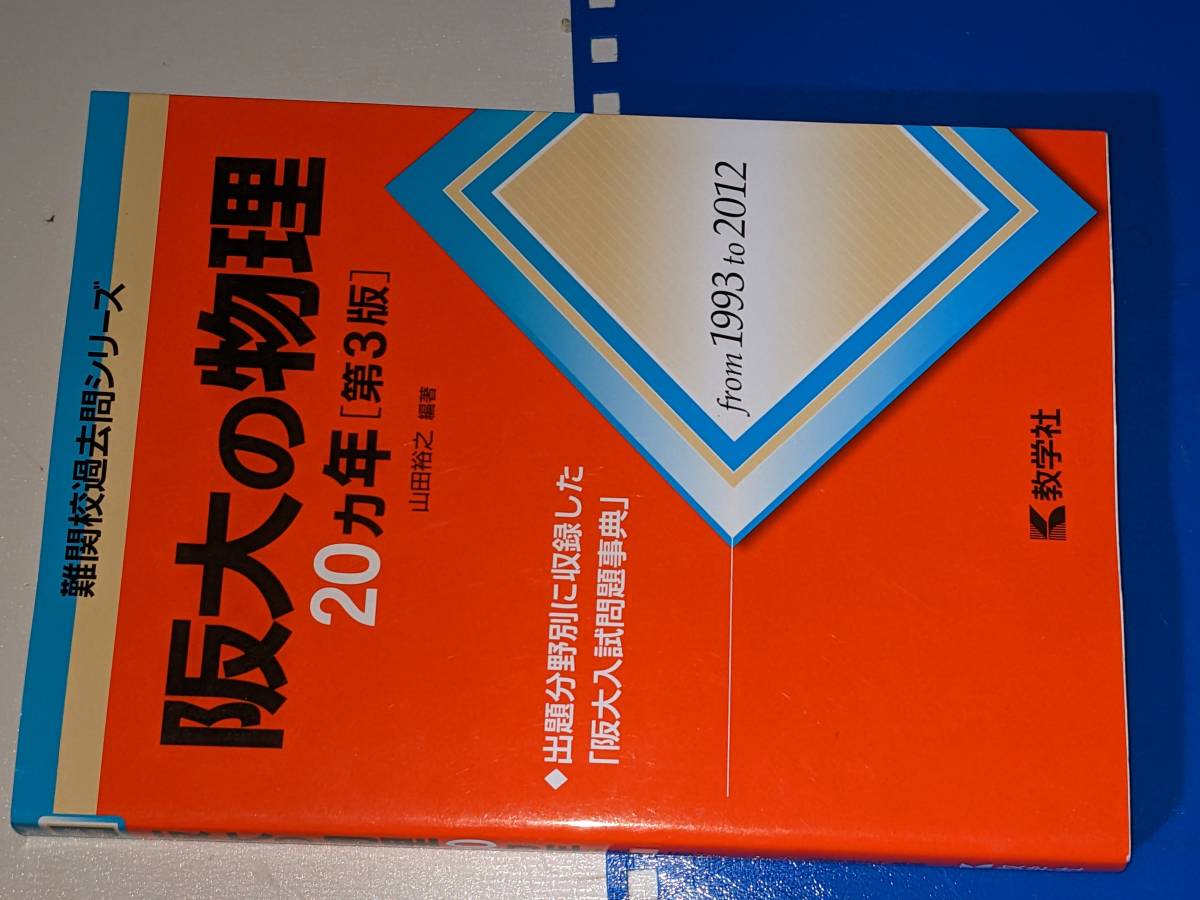 難関校過去問シリーズ
阪大の物理
20ヵ年[第3版]
山田裕之 編著
from 1993 to 2012
◆出題分野別に収録した
「阪大入試問題事典」
教学社